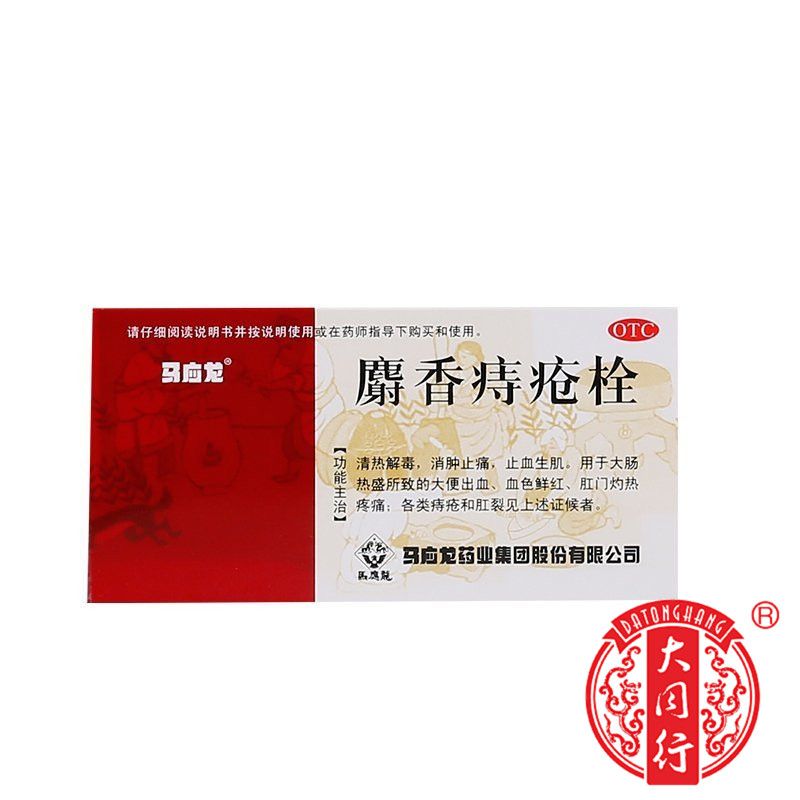 请仔细阅读说明书并按说明使用或在药师指导下购买和使用。
OTC
马应龙®
麝香痔疮栓
【功能主治】
清热解毒，消肿止痛，止血生肌。用于大肠
热盛所致的大便出血、血色鲜红、肛门灼热
疼痛；各类痔疮和肛裂见上述证候者。
馬應龍
马应龙药业集团股份有限公司
DATONGHANG
®
大同行